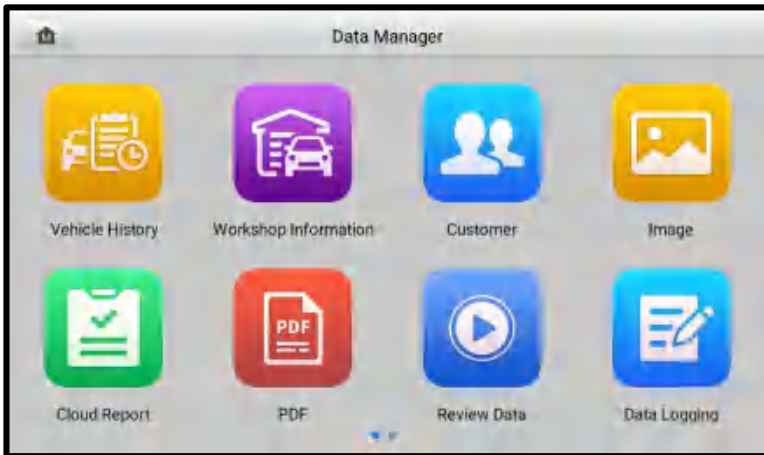 Data Manager
Vehicle History
Workshop Information
Customer
Image
PDF
Cloud Report
PDF
Review Data
Data Logging